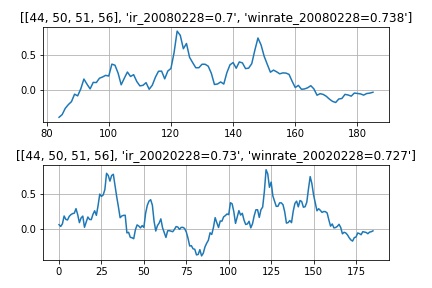 [[44, 50, 51, 56], 'ir_20080228=0.7', 'winrate_20080228=0.738']
0.5
0.0
80 100 120 140 160 180
[[44, 50, 51, 56], 'ir_20020228=0.73', 'winrate_20020228=0.727']
0.5
0.0
0 25 50 75 100 125 150 175